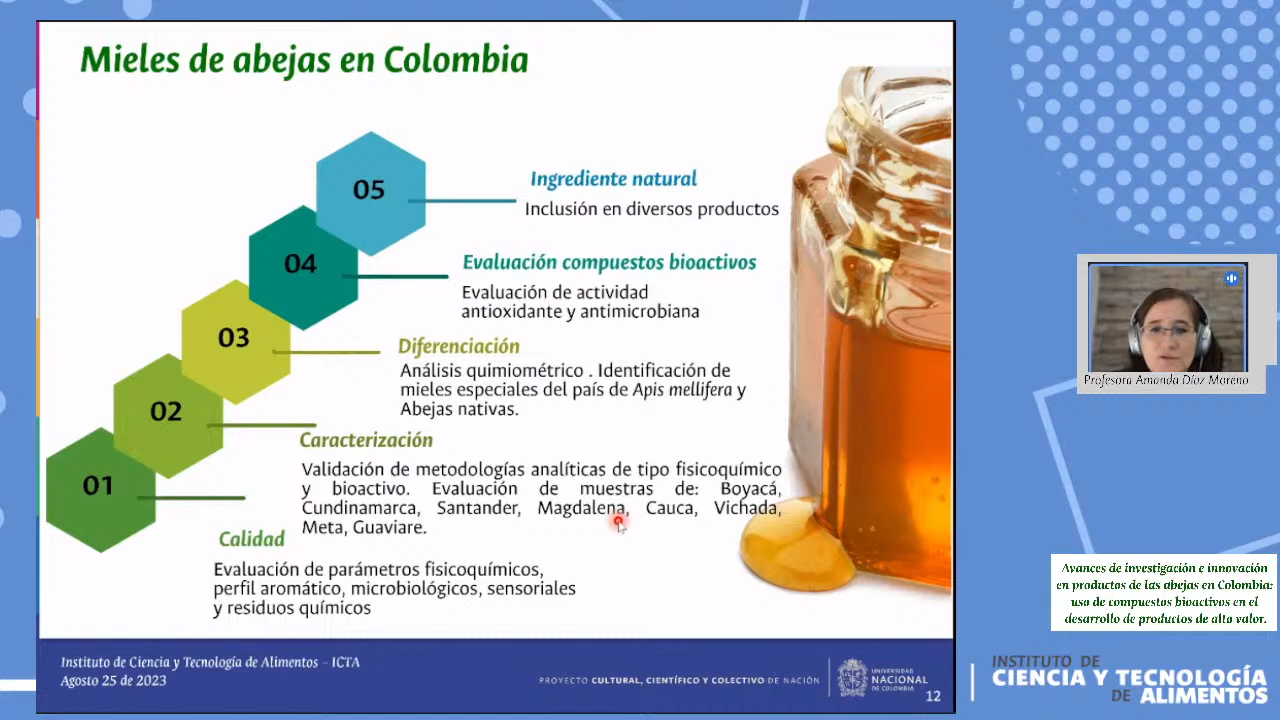 Mieles de abejas en Colombia
05
Ingrediente natural
Inclusión en diversos productos
04
Evaluación compuestos bioactivos
Evaluación de actividad
antioxidante y antimicrobiana
03
Diferenciación
Análisis quimiométrico . Identificación de
mieles especiales del país de Apis mellifera y
Abejas nativas.
02
Caracterización
Validación de metodologías analíticas de tipo fisicoquímico
y bioactivo. Evaluación de muestras de: Boyacá,
Cundinamarca, Santander, Magdalena, Cauca, Vichada,
Meta, Guaviare.
01
Calidad
Evaluación de parámetros fisicoquímicos,
perfil aromático, microbiológicos, sensoriales
y residuos químicos
Instituto de Ciencia y Tecnología de Alimentos – ICTA
Agosto 25 de 2023
PROYECTO CULTURAL, CIENTÍFICO Y COLECTIVO DE NACIÓN
UNIVERSIDAD
NACIONAL
DE COLOMBIA
12
Profesora Amanda Díaz Moreno
Avances de investigación e innovación
en productos de las abejas en Colombia:
uso de compuestos bioactivos en el
desarrollo de productos de alto valor.
INSTITUTO DE
CIENCIA Y TECNOLOGÍA
DE ALIMENTOS